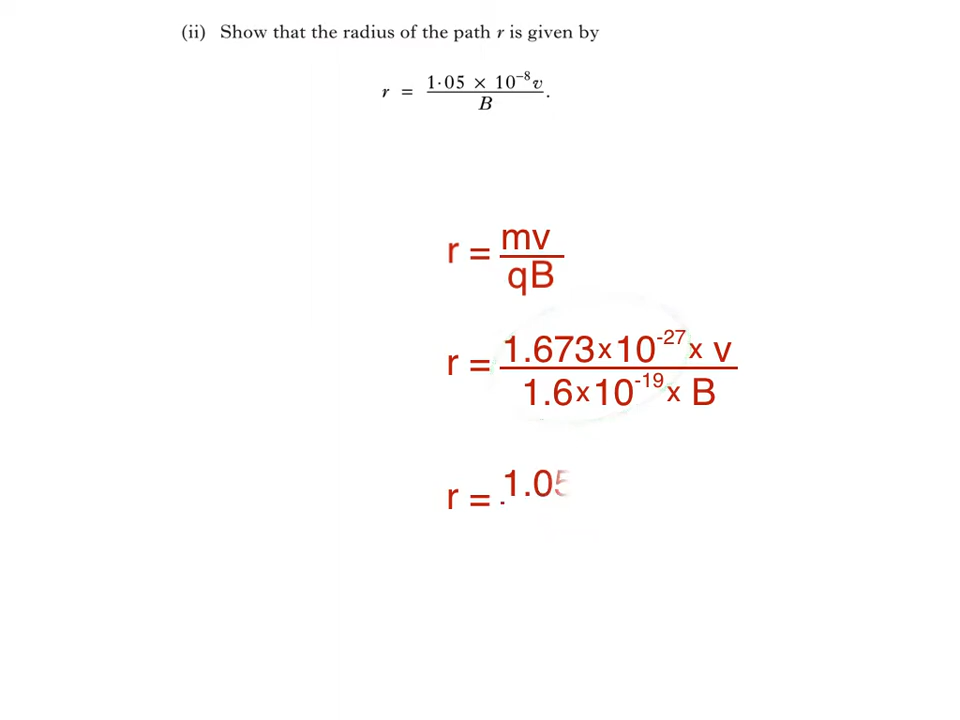 (ii) Show that the radius of the path r is given by
r = 1·05 × 10⁻⁸v / B.
r = mv / qB
r = 1.673x10⁻²⁷x v / 1.6x10⁻¹⁹x B
r = 1.05